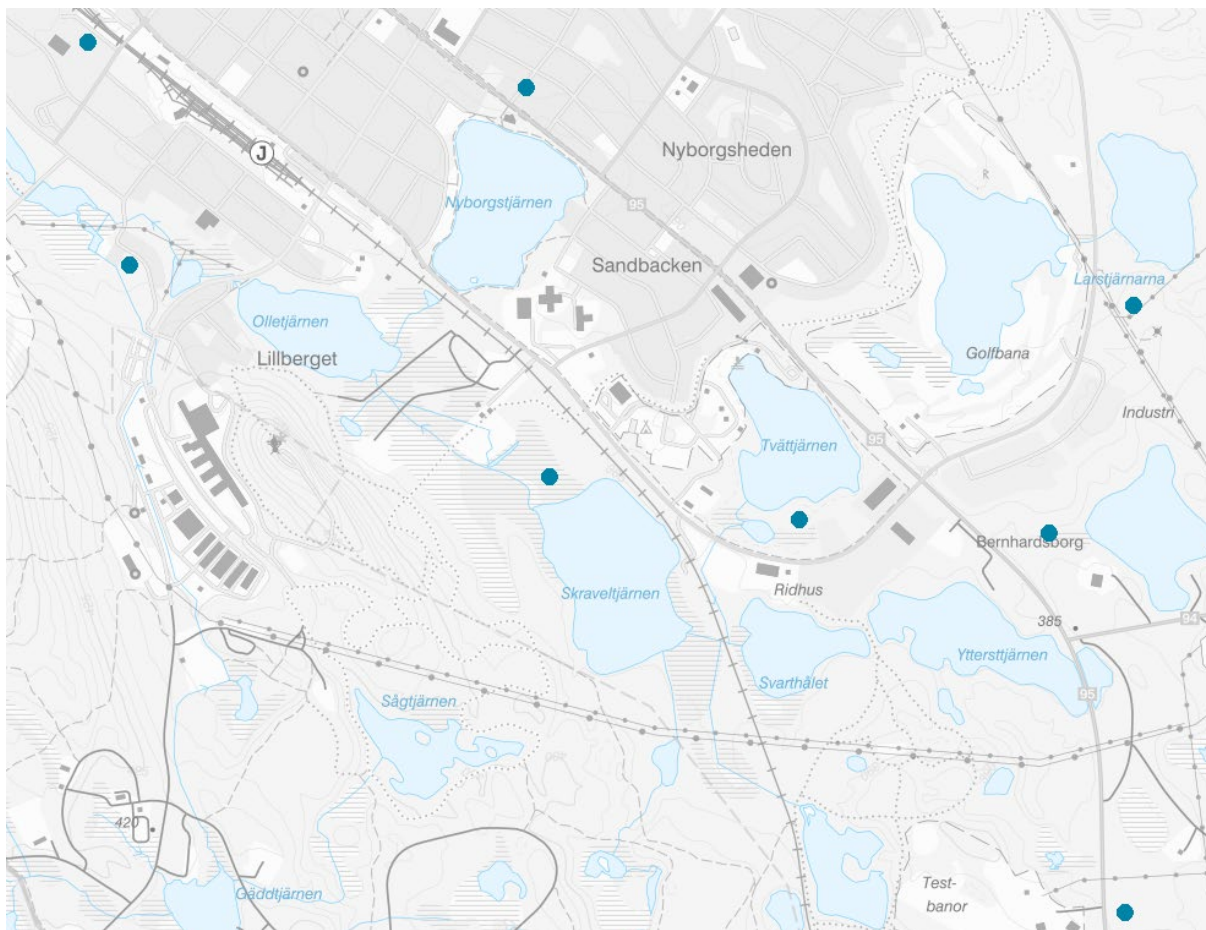 J
Nyborgsheden
Nyborgstjärnen
95
Sandbacken
Larstjärnarna
Olletjärnen
Lillberget
Golfbana
Industri
Tvättjärnen
95
Bernhardsborg
Skraveltjärnen
Ridhus
385
94
Yttersttjärnen
Svarthålet
95
Sågtjärnen
420
Gäddtjärnen
Test-
banor